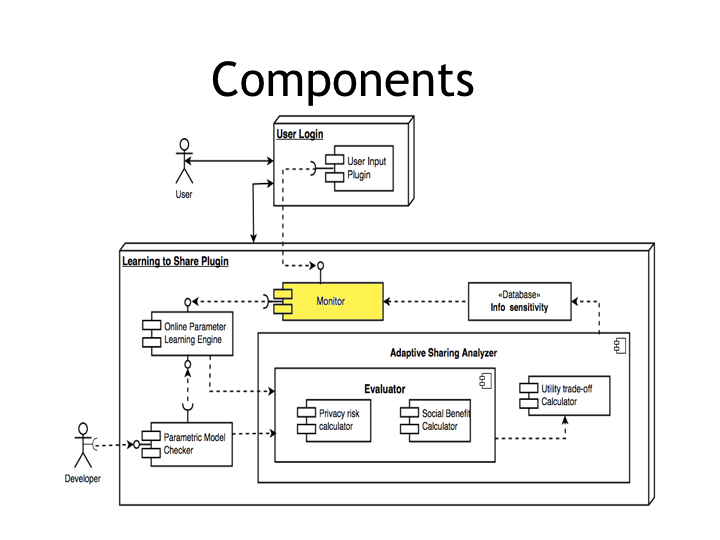 Components
User Login
User Input
Plugin
User
Learning to Share Plugin
Monitor
«Database»
Info sensitivity
Online Parameter
Learning Engine
Adaptive Sharing Analyzer
Evaluator
Privacy risk
calculator
Social Benefit
Calculator
Utility trade-off
Calculator
Parametric Model
Checker
Developer